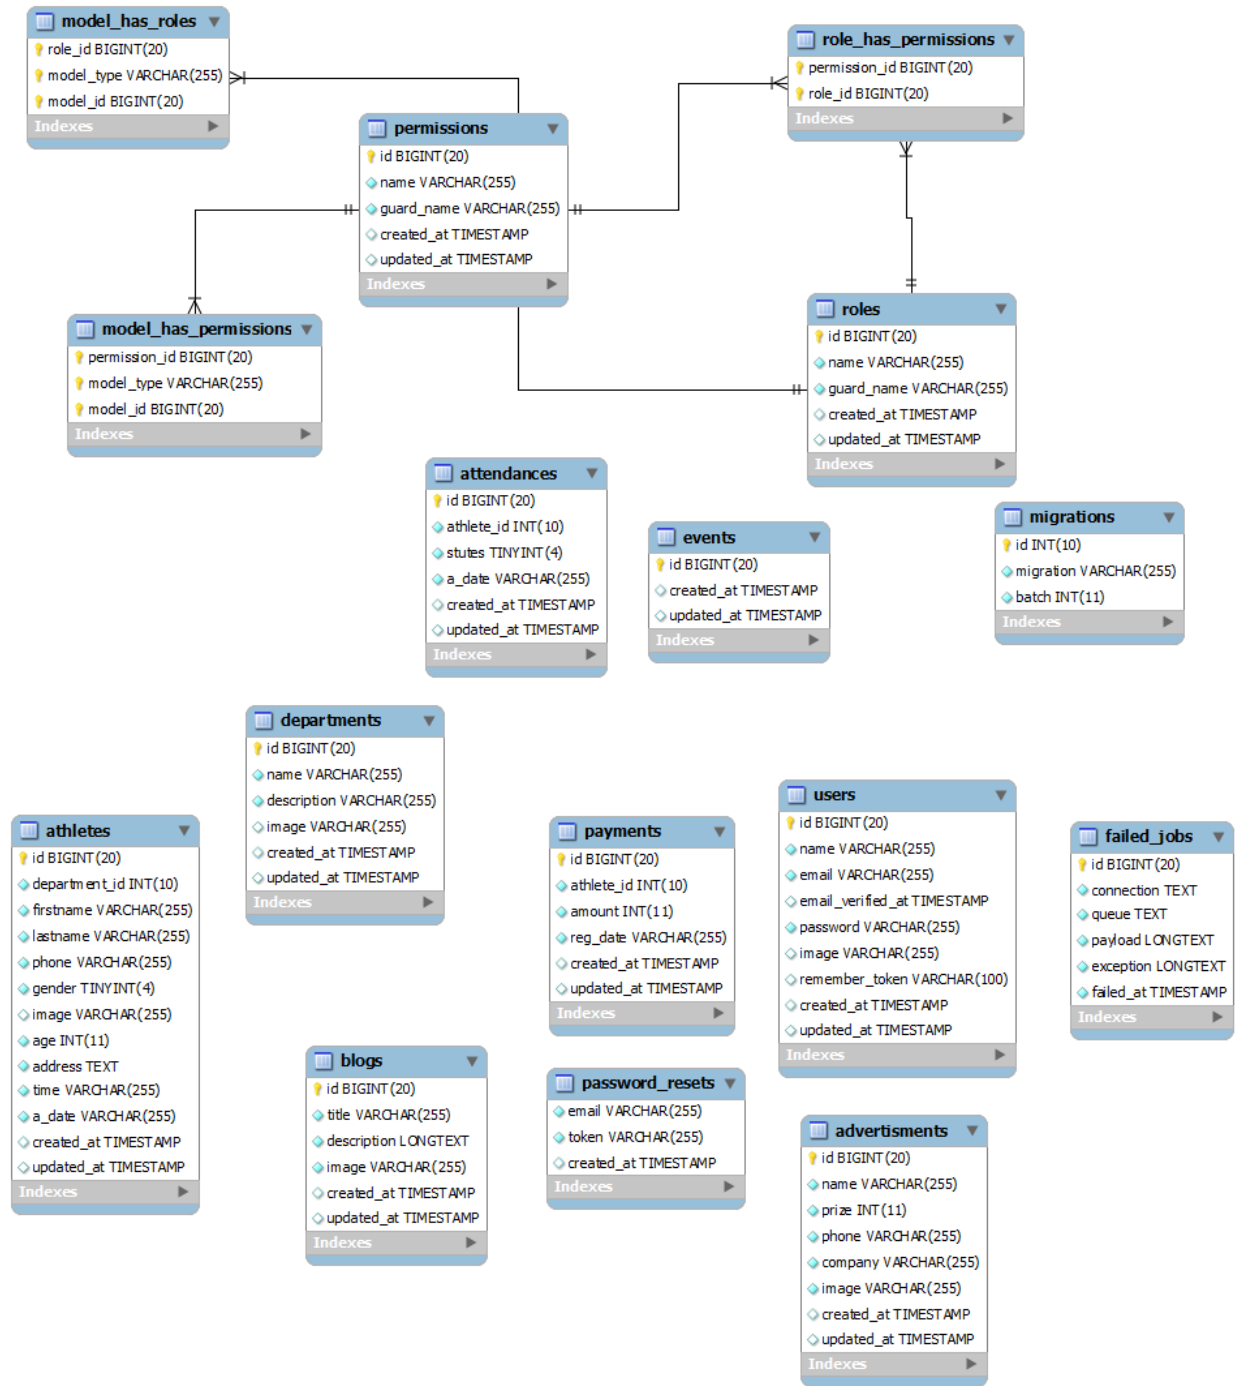 model_has_roles
role_id BIGINT(20)
model_type VARCHAR(255)
model_id BIGINT(20)
Indexes
role_has_permissions
permission_id BIGINT(20)
role_id BIGINT(20)
Indexes
permissions
id BIGINT(20)
name VARCHAR(255)
guard_name VARCHAR(255)
created_at TIMESTAMP
updated_at TIMESTAMP
Indexes
model_has_permissions
permission_id BIGINT(20)
model_type VARCHAR(255)
model_id BIGINT(20)
Indexes
roles
id BIGINT(20)
name VARCHAR(255)
guard_name VARCHAR(255)
created_at TIMESTAMP
updated_at TIMESTAMP
Indexes
attendances
id BIGINT(20)
athlete_id INT(10)
stutes TINYINT(4)
a_date VARCHAR(255)
created_at TIMESTAMP
updated_at TIMESTAMP
Indexes
events
id BIGINT(20)
created_at TIMESTAMP
updated_at TIMESTAMP
Indexes
migrations
id INT(10)
migration VARCHAR(255)
batch INT(11)
Indexes
departments
id BIGINT(20)
name VARCHAR(255)
description VARCHAR(255)
image VARCHAR(255)
created_at TIMESTAMP
updated_at TIMESTAMP
Indexes
athletes
id BIGINT(20)
department_id INT(10)
firstname VARCHAR(255)
lastname VARCHAR(255)
phone VARCHAR(255)
gender TINYINT(4)
image VARCHAR(255)
age INT(11)
address TEXT
time VARCHAR(255)
a_date VARCHAR(255)
created_at TIMESTAMP
updated_at TIMESTAMP
Indexes
payments
id BIGINT(20)
athlete_id INT(10)
amount INT(11)
reg_date VARCHAR(255)
created_at TIMESTAMP
updated_at TIMESTAMP
Indexes
users
id BIGINT(20)
name VARCHAR(255)
email VARCHAR(255)
email_verified_at TIMESTAMP
password VARCHAR(255)
image VARCHAR(255)
remember_token VARCHAR(100)
created_at TIMESTAMP
updated_at TIMESTAMP
Indexes
failed_jobs
id BIGINT(20)
connection TEXT
queue TEXT
payload LONGTEXT
exception LONGTEXT
failed_at TIMESTAMP
Indexes
blogs
id BIGINT(20)
title VARCHAR(255)
description LONGTEXT
image VARCHAR(255)
created_at TIMESTAMP
updated_at TIMESTAMP
Indexes
password_resets
email VARCHAR(255)
token VARCHAR(255)
created_at TIMESTAMP
Indexes
advertisments
id BIGINT(20)
name VARCHAR(255)
prize INT(11)
phone VARCHAR(255)
company VARCHAR(255)
image VARCHAR(255)
created_at TIMESTAMP
updated_at TIMESTAMP
Indexes